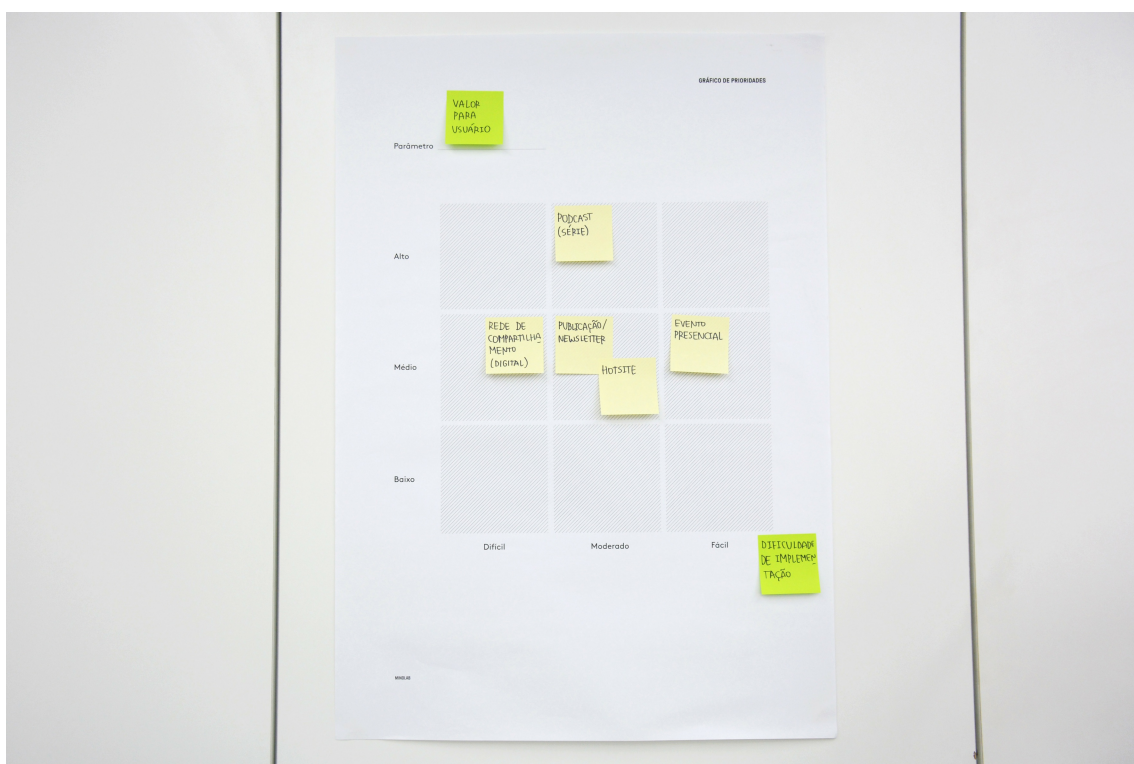 GRÁFICO DE PRIORIDADES
VALOR
PARA
USUÁRIO
Parâmetro
Alto
PODCAST
(SÉRIE)
Médio
REDE DE
COMPARTILHA
MENTO
(DIGITAL)
PUBLICAÇÃO/
NEWSLETTER
HOTSITE
EVENTO
PRESENCIAL
Baixo
Difícil
Moderado
Fácil
DIFICULDADE
DE IMPLEMEN
TAÇÃO